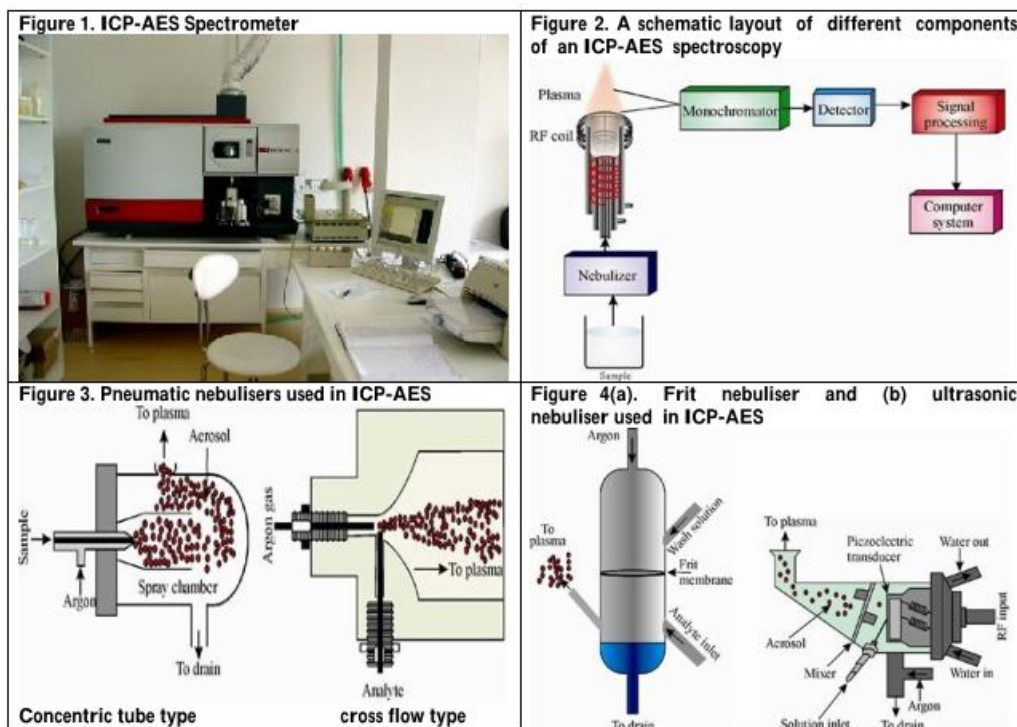 Figure 1. ICP-AES Spectrometer
Figure 2. A schematic layout of different components
of an ICP-AES spectroscopy
Plasma
RF coil
Monochromator
Detector
Signal
processing
Computer
system
Nebulizer
Sample
Figure 3. Pneumatic nebulisers used in ICP-AES
To plasma
Aerosol
Sample
Argon
Spray chamber
To drain
Argon gas
To plasma
Analyte
Concentric tube type
cross flow type
Figure 4(a). Frit nebuliser and (b) ultrasonic
nebuliser used in ICP-AES
Argon
To
plasma
Wash solution
Frit
membrane
Analyte inlet
To drain
To plasma
Piezoelectric
transducer
Water out
RF input
Aerosol
Mixer
Water in
Solution inlet
Argon
To drain